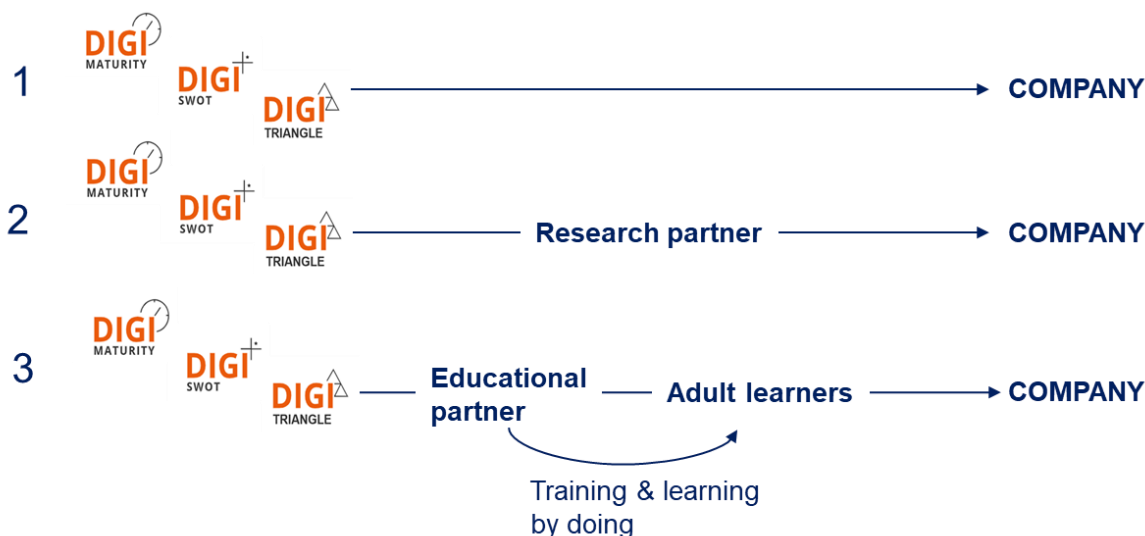 DIGI
MATURITY
1
DIGI
SWOT
DIGI
TRIANGLE
COMPANY
DIGI
MATURITY
2
DIGI
SWOT
DIGI
TRIANGLE
Research partner
COMPANY
DIGI
MATURITY
3
DIGI
SWOT
DIGI
TRIANGLE
Educational
partner
Adult learners
COMPANY
Training & learning
by doing